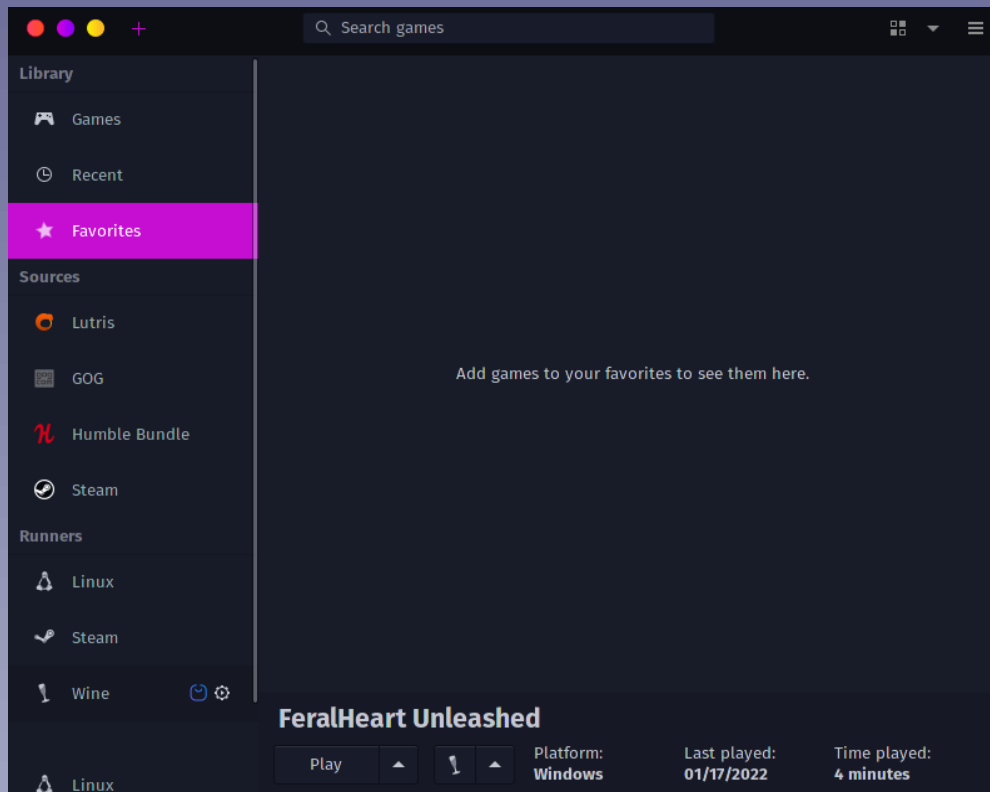 Search games
Library
Games
Recent
Favorites
Sources
Lutris
GOG
Humble Bundle
Steam
Runners
Linux
Steam
Wine
Linux
Add games to your favorites to see them here.
FeralHeart Unleashed
Play
Platform:
Windows
Last played:
01/17/2022
Time played:
4 minutes